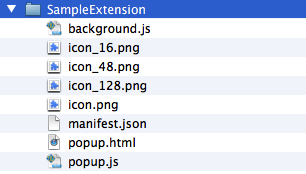 SampleExtension
background.js
icon_16.png
icon_48.png
icon_128.png
icon.png
manifest.json
popup.html
popup.js